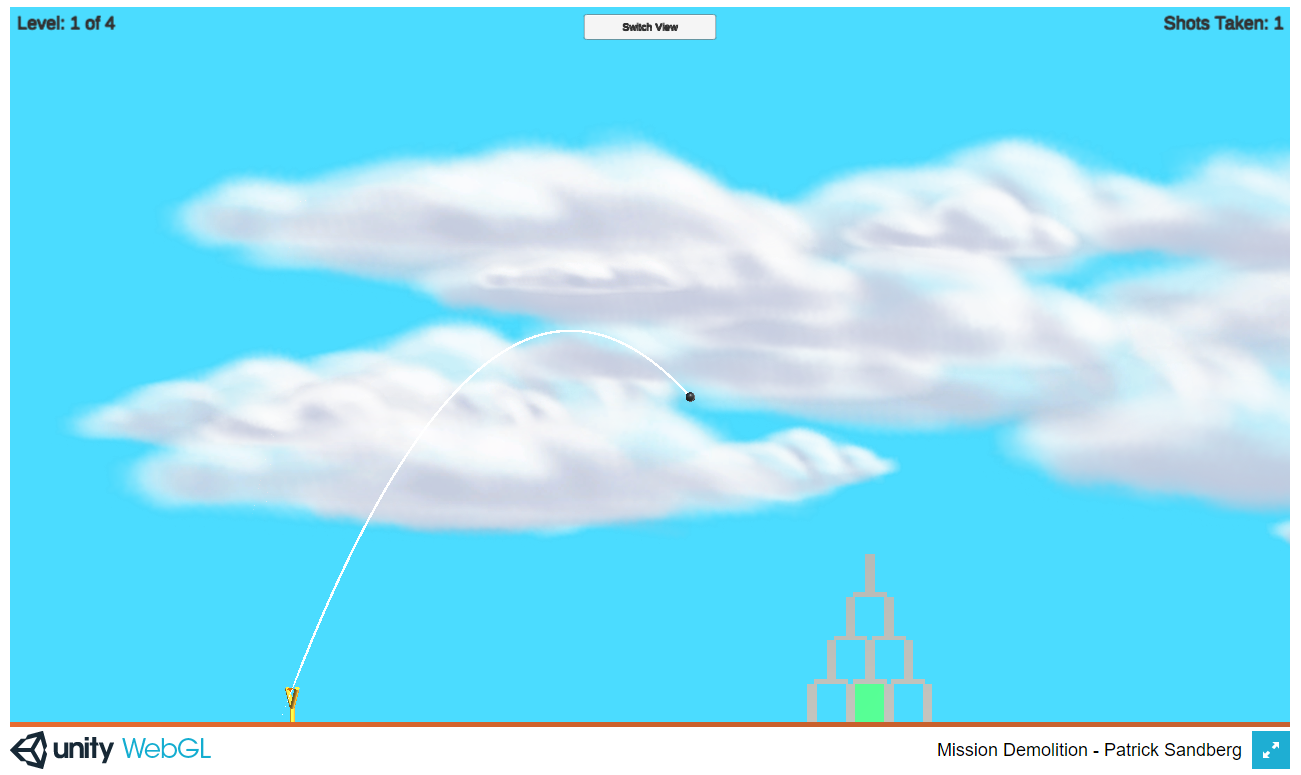 Level: 1 of 4
Switch View
Shots Taken: 1
unity WebGL
Mission Demolition - Patrick Sandberg